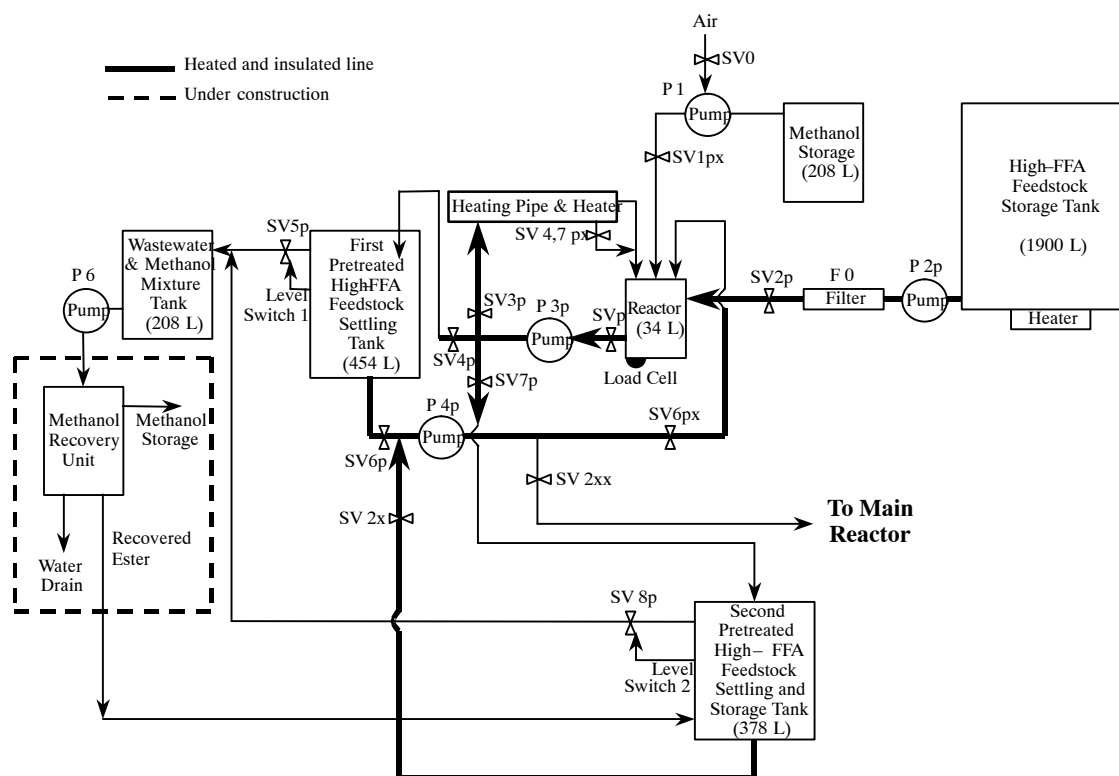 Air
SV0
Heated and insulated line
Under construction
P 1
Pump
Methanol
Storage
(208 L)
SV1px
High–FFA
Feedstock
Storage Tank
(1900 L)
Heater
Heating Pipe & Heater
SV 4,7 px
SV5p
Wastewater
& Methanol
Mixture
Tank
(208 L)
P 6
Pump
Level
Switch 1
First
Pretreated
High-FFA
Feedstock
Settling
Tank
(454 L)
SV3p
P 3p
Pump
SVp
SV4p
SV7p
Reactor
(34 L)
Load Cell
SV2p
F 0
Filter
P 2p
Pump
P 4p
Pump
SV6p
SV6px
SV 2xx
SV 2x
Methanol
Recovery
Unit
Methanol
Storage
Water
Drain
Recovered
Ester
To Main
Reactor
SV 8p
Level
Switch 2
Second
Pretreated
High– FFA
Feedstock
Settling and
Storage Tank
(378 L)